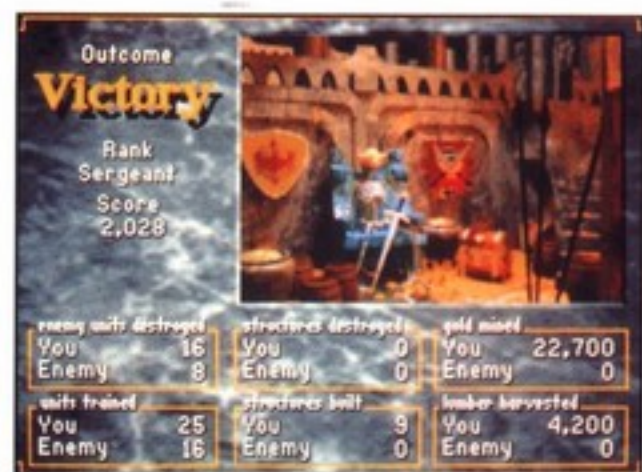 Outcome
Victory
Rank
Sergeant
Score
2,028
enemy units destroyed
You 16
Enemy 8
structures destroyed
You 0
Enemy 0
gold mined
You 22,700
Enemy 0
units trained
You 25
Enemy 16
structures built
You 9
Enemy 0
lumber harvested
You 4,200
Enemy 0